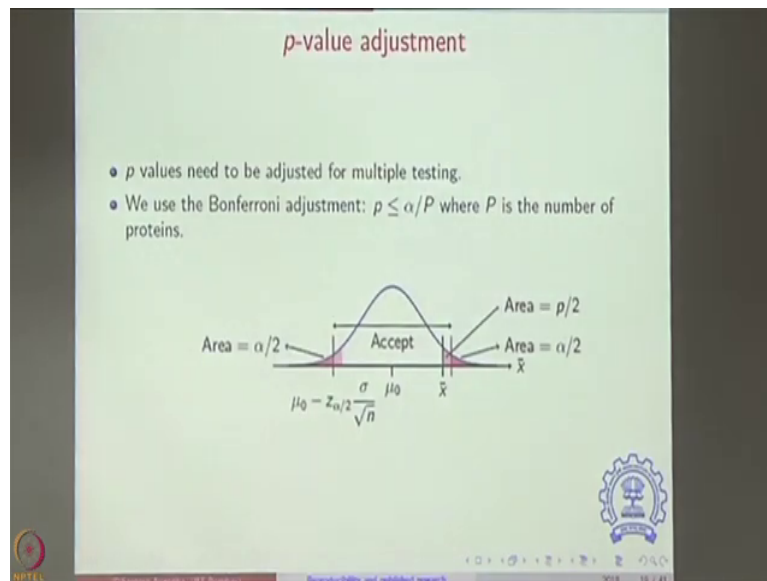 p-value adjustment
• p values need to be adjusted for multiple testing.
• We use the Bonferroni adjustment: p ≤ α/P where P is the number of
proteins.
Area = p/2
Area = α/2
Accept
Area = α/2
x̄
μ₀ − z_{α/2} σ/√n
μ₀
x̄
NPTEL